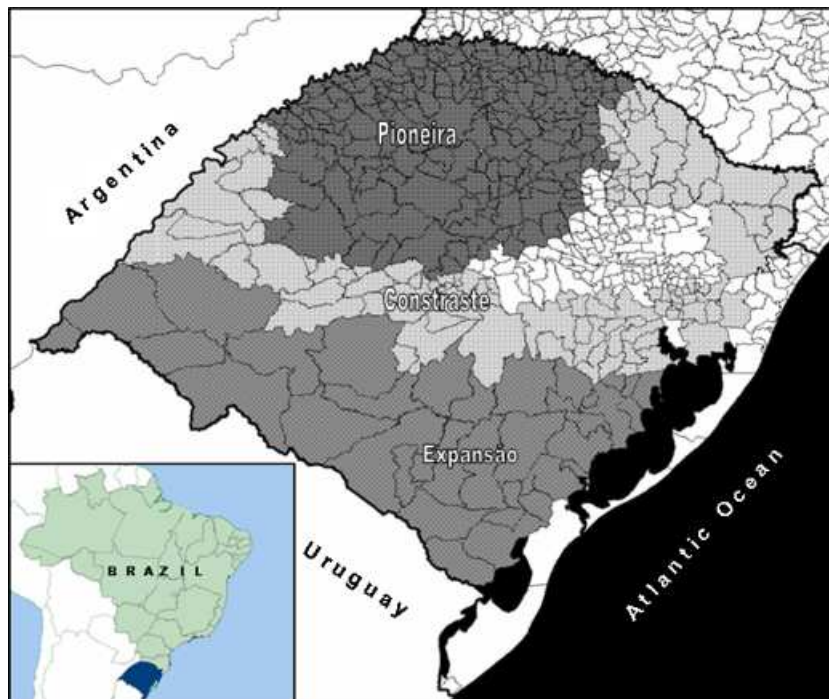 Pioneira
Argentina
Constraste
Expansão
BRAZIL
Uruguay
Atlantic Ocean